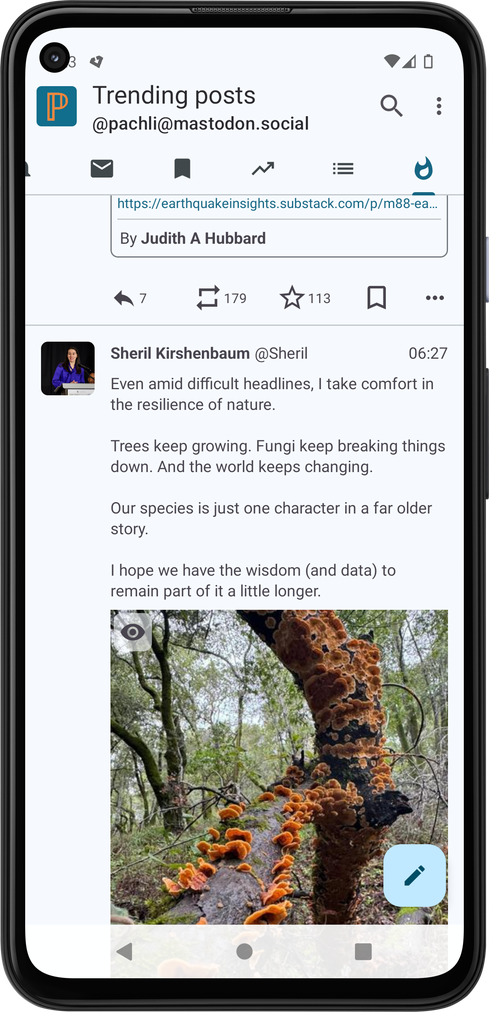 Trending posts
@pachli@mastodon.social
https://earthquakeinsights.substack.com/p/m88-ea…
By Judith A Hubbard
7
179
113
Sheril Kirshenbaum @Sheril
06:27
Even amid difficult headlines, I take comfort in
the resilience of nature.
Trees keep growing. Fungi keep breaking things
down. And the world keeps changing.
Our species is just one character in a far older
story.
I hope we have the wisdom (and data) to
remain part of it a little longer.